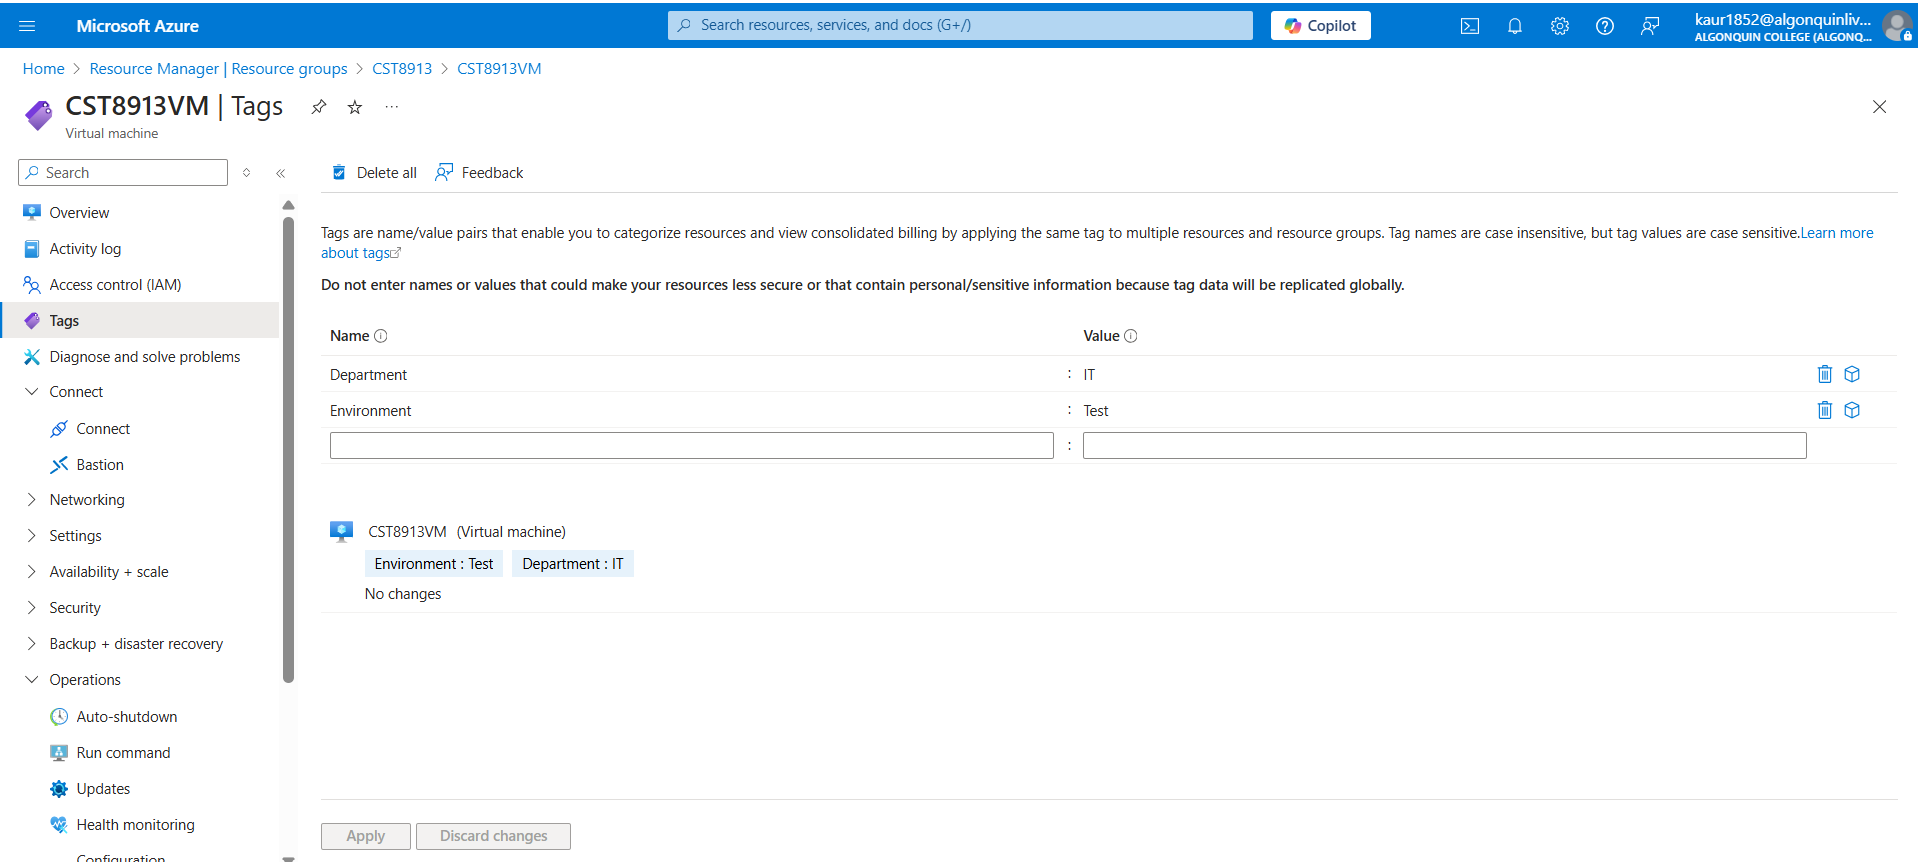 Microsoft Azure
Search resources, services, and docs (G+/)
Copilot
kaur1852@algonquinliv...
ALGONQUIN COLLEGE (ALGONQ...
Home > Resource Manager | Resource groups > CST8913 > CST8913VM
CST8913VM | Tags
Virtual machine
Search
Delete all
Feedback
Overview
Activity log
Access control (IAM)
Tags
Diagnose and solve problems
Connect
Connect
Bastion
Networking
Settings
Availability + scale
Security
Backup + disaster recovery
Operations
Auto-shutdown
Run command
Updates
Health monitoring
Configuration
Tags are name/value pairs that enable you to categorize resources and view consolidated billing by applying the same tag to multiple resources and resource groups. Tag names are case insensitive, but tag values are case sensitive.Learn more
about tags
Do not enter names or values that could make your resources less secure or that contain personal/sensitive information because tag data will be replicated globally.
Name Value
Department : IT
Environment : Test
:
CST8913VM (Virtual machine)
Environment : Test Department : IT
No changes
Apply Discard changes